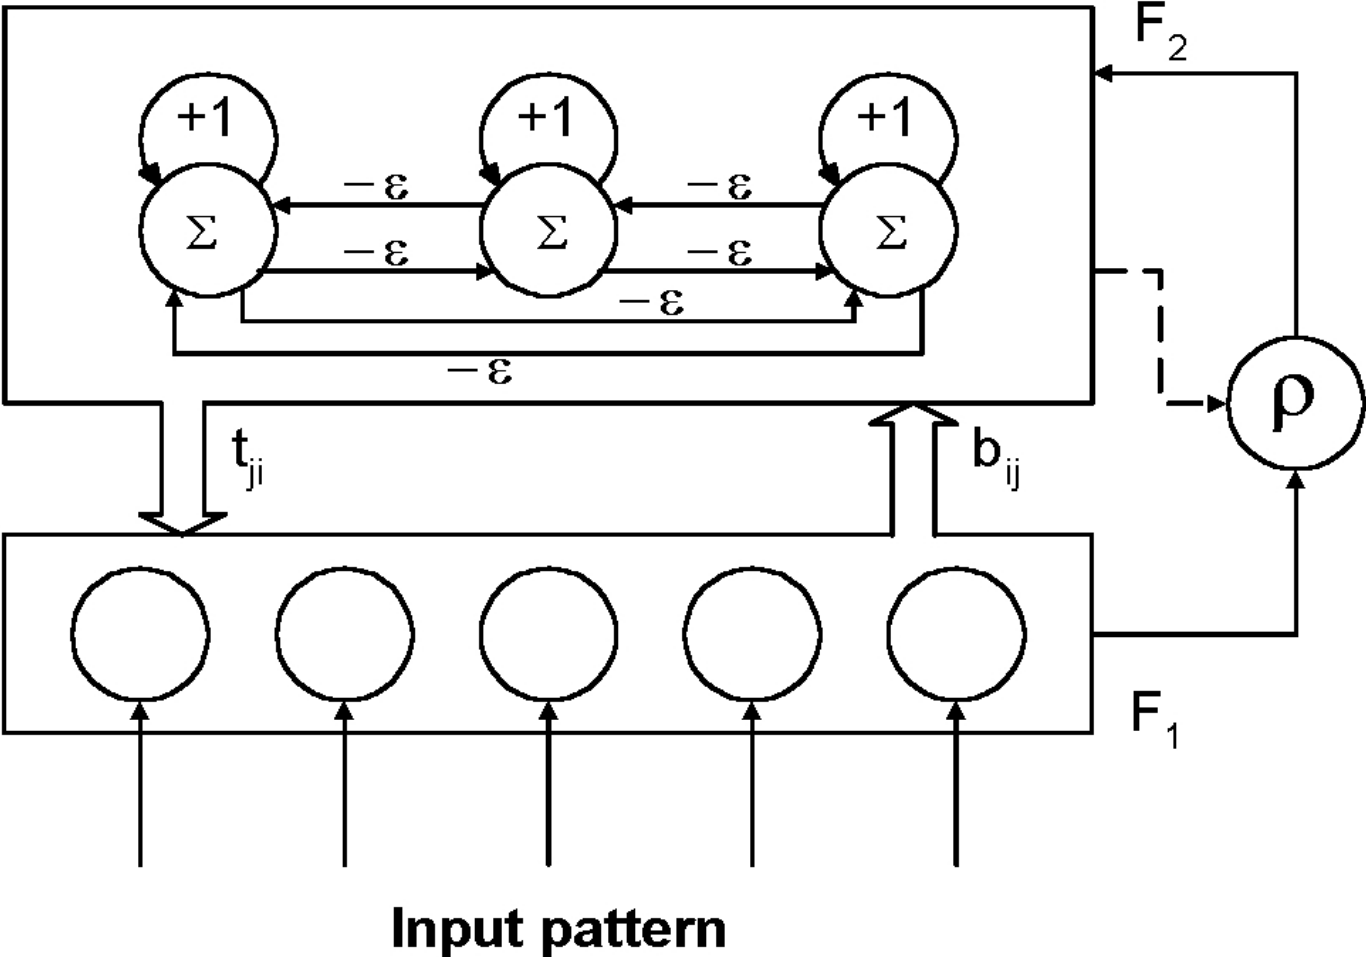 F2
+1 +1 +1
−ε −ε
Σ Σ Σ
−ε −ε
−ε
−ε
ρ
tji bij
F1
Input pattern